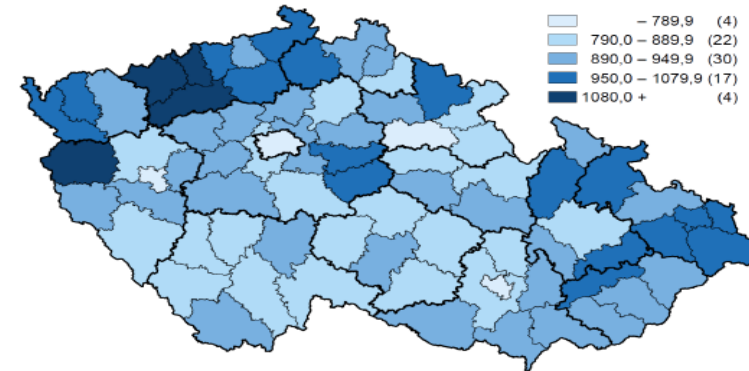 – 789,9 (4)
790,0 – 889,9 (22)
890,0 – 949,9 (30)
950,0 – 1079,9 (17)
1080,0 + (4)